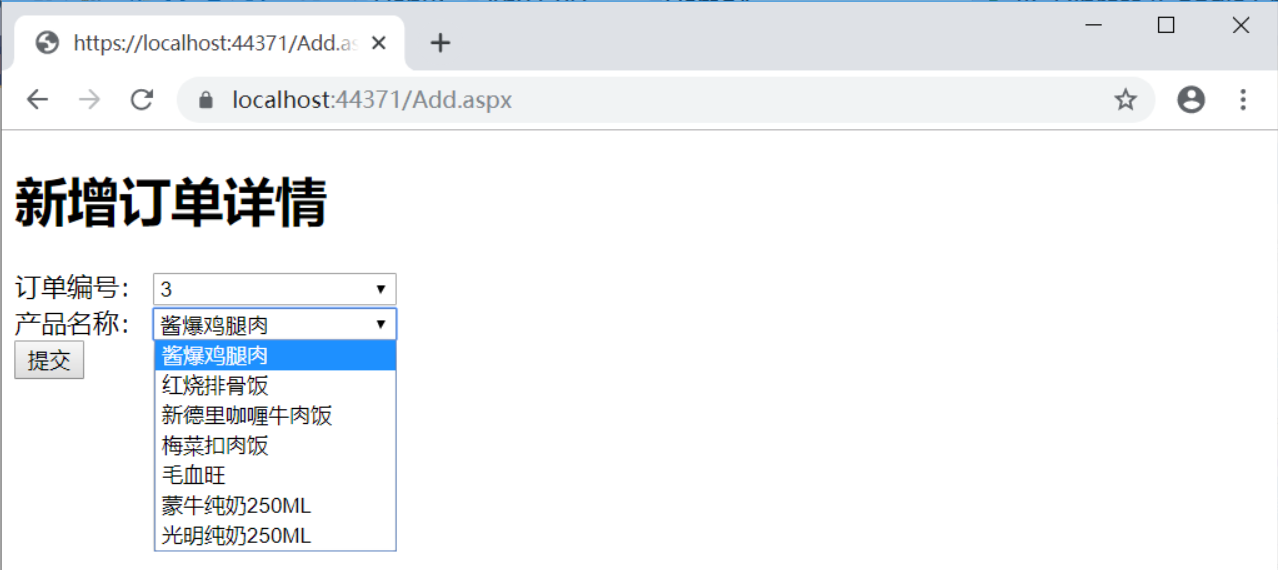 https://localhost:44371/Add.as
localhost:44371/Add.aspx
新增订单详情
订单编号： 3
产品名称： 酱爆鸡腿肉
提交
酱爆鸡腿肉
红烧排骨饭
新德里咖喱牛肉饭
梅菜扣肉饭
毛血旺
蒙牛纯奶250ML
光明纯奶250ML